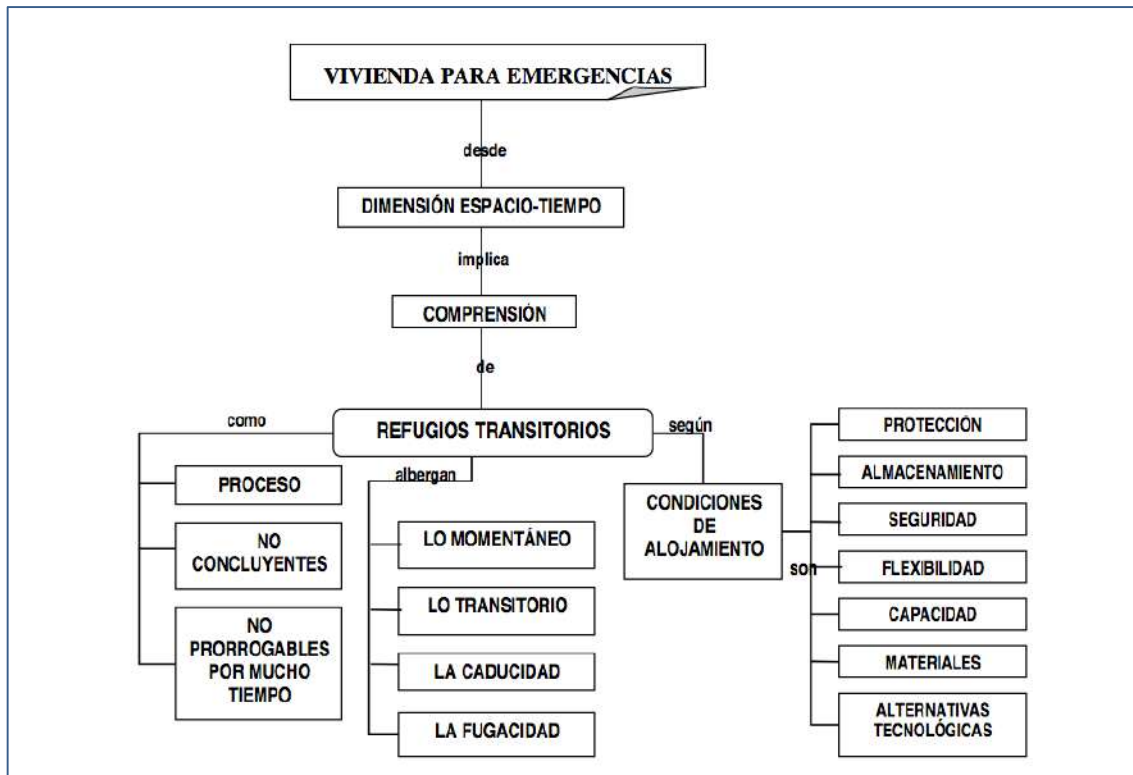 VIVIENDA PARA EMERGENCIAS
desde
DIMENSIÓN ESPACIO-TIEMPO
implica
COMPRENSIÓN
de
REFUGIOS TRANSITORIOS
como
PROCESO
NO
CONCLUYENTES
NO
PRORROGABLES
POR MUCHO
TIEMPO
albergan
LO MOMENTÁNEO
LO TRANSITORIO
LA CADUCIDAD
LA FUGACIDAD
según
CONDICIONES
DE
ALOJAMIENTO
son
PROTECCIÓN
ALMACENAMIENTO
SEGURIDAD
FLEXIBILIDAD
CAPACIDAD
MATERIALES
ALTERNATIVAS
TECNOLÓGICAS